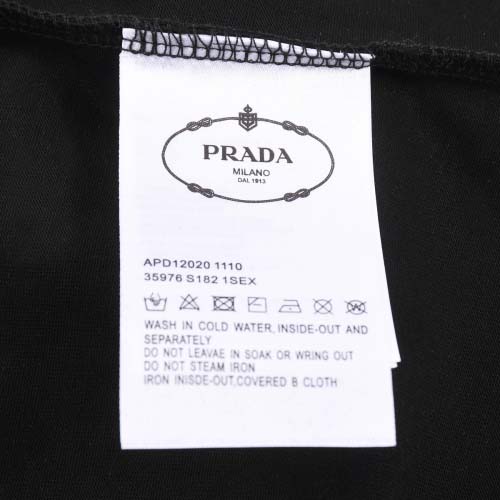 PRADA
MILANO
DAL 1913
APD12020 1110
35976 S182 1SEX
WASH IN COLD WATER, INSIDE-OUT AND
SEPARATELY
DO NOT LEAVAE IN SOAK OR WRING OUT
DO NOT STEAM IRON
IRON INISDE-OUT,COVERED B CLOTH